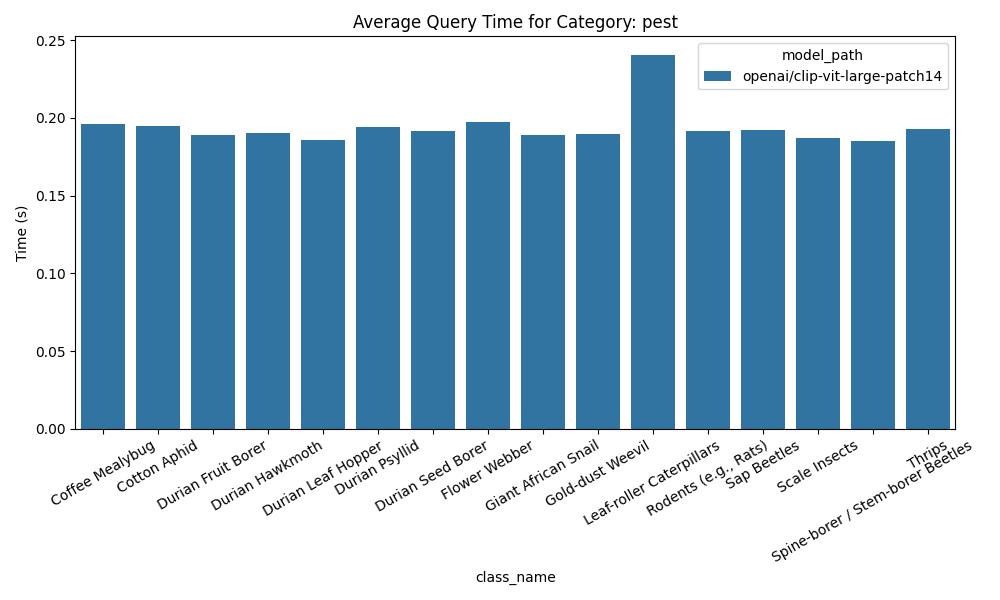 Average Query Time for Category: pest
model_path
openai/clip-vit-large-patch14
Time (s)
0.25
0.20
0.15
0.10
0.05
0.00
Coffee Mealybug
Cotton Aphid
Durian Fruit Borer
Durian Hawkmoth
Durian Leaf Hopper
Durian Psyllid
Durian Seed Borer
Flower Webber
Giant African Snail
Gold-dust Weevil
Leaf-roller Caterpillars
Rodents (e.g., Rats)
Sap Beetles
Scale Insects
Spine-borer / Stem-borer Beetles
Thrips
class_name